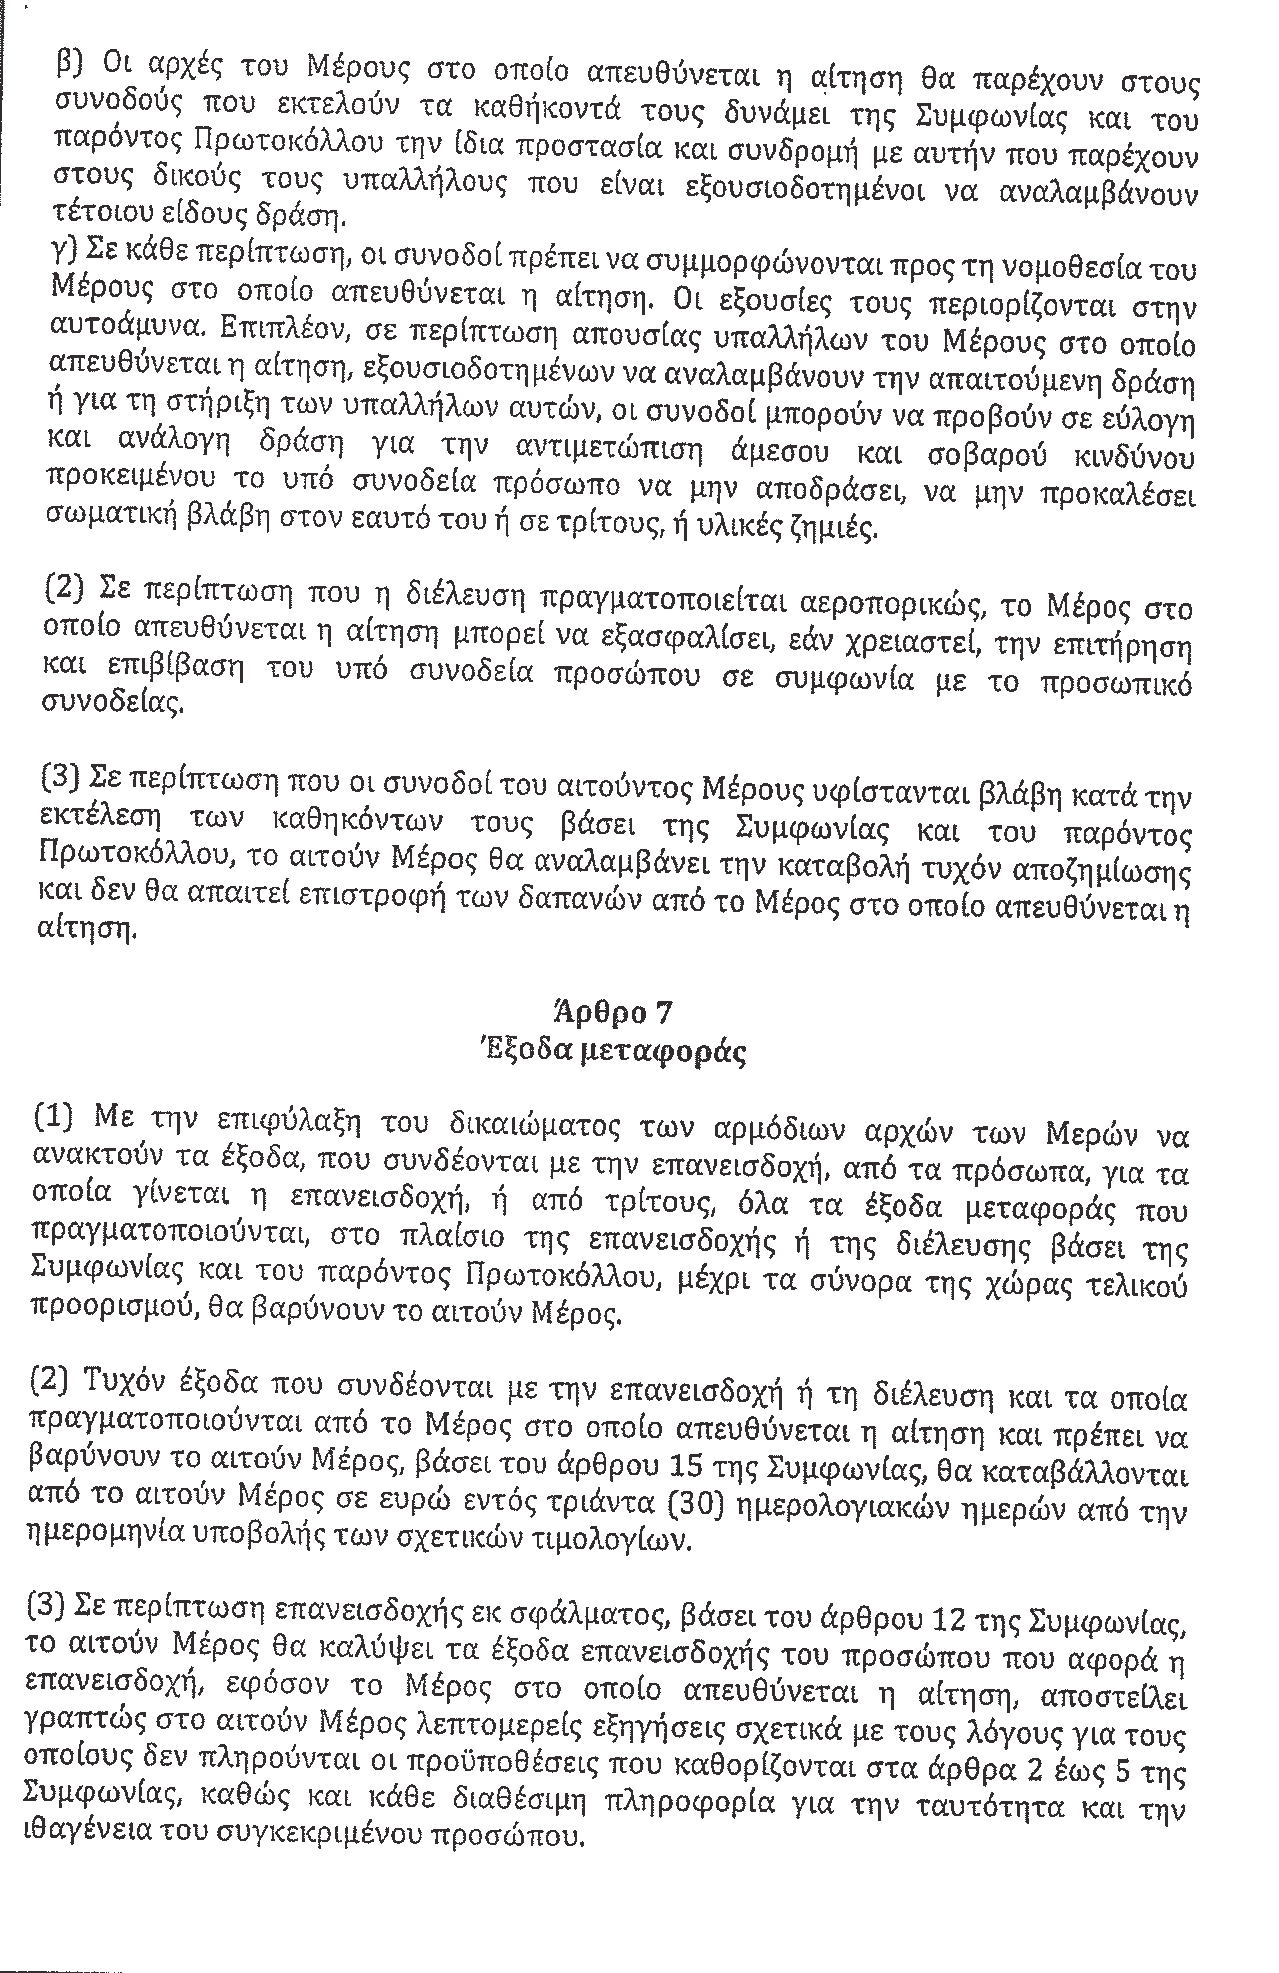 β) Οι αρχές του Μέρους στο οποίο απευθύνεται η αίτηση θα παρέχουν στους
συνοδούς που εκτελούν τα καθήκοντά τους δυνάμει της Συμφωνίας και του
παρόντος Πρωτοκόλλου την ίδια προστασία και συνδρομή με αυτήν που παρέχουν
στους δικούς τους υπαλλήλους που είναι εξουσιοδοτημένοι να αναλαμβάνουν
τέτοιου είδους δράση.
γ) Σε κάθε περίπτωση, οι συνοδοί πρέπει να συμμορφώνονται προς τη νομοθεσία του
Μέρους στο οποίο απευθύνεται η αίτηση. Οι εξουσίες τους περιορίζονται στην
αυτοάμυνα. Επιπλέον, σε περίπτωση απουσίας υπαλλήλων του Μέρους στο οποίο
απευθύνεται η αίτηση, εξουσιοδοτημένων να αναλαμβάνουν την απαιτούμενη δράση
ή για τη στήριξη των υπαλλήλων αυτών, οι συνοδοί μπορούν να προβούν σε εύλογη
και ανάλογη δράση για την αντιμετώπιση άμεσου και σοβαρού κινδύνου
προκειμένου το υπό συνοδεία πρόσωπο να μην αποδράσει, να μην προκαλέσει
σωματική βλάβη στον εαυτό του ή σε τρίτους, ή υλικές ζημιές.
(2) Σε περίπτωση που η διέλευση πραγματοποιείται αεροπορικώς, το Μέρος στο
οποίο απευθύνεται η αίτηση μπορεί να εξασφαλίσει, εάν χρειαστεί, την επιτήρηση
και επιβίβαση του υπό συνοδεία προσώπου σε συμφωνία με το προσωπικό
συνοδείας.
(3) Σε περίπτωση που οι συνοδοί του αιτούντος Μέρους υφίστανται βλάβη κατά την
εκτέλεση των καθηκόντων τους βάσει της Συμφωνίας και του παρόντος
Πρωτοκόλλου, το αιτούν Μέρος θα αναλαμβάνει την καταβολή τυχόν αποζημίωσης
και δεν θα απαιτεί επιστροφή των δαπανών από το Μέρος στο οποίο απευθύνεται η
αίτηση.
Άρθρο 7
Έξοδα μεταφοράς
(1) Με την επιφύλαξη του δικαιώματος των αρμόδιων αρχών των Μερών να
ανακτούν τα έξοδα, που συνδέονται με την επανεισδοχή, από τα πρόσωπα, για τα
οποία γίνεται η επανεισδοχή, ή από τρίτους, όλα τα έξοδα μεταφοράς που
πραγματοποιούνται, στο πλαίσιο της επανεισδοχής ή της διέλευσης βάσει της
Συμφωνίας και του παρόντος Πρωτοκόλλου, μέχρι τα σύνορα της χώρας τελικού
προορισμού, θα βαρύνουν το αιτούν Μέρος.
(2) Τυχόν έξοδα που συνδέονται με την επανεισδοχή ή τη διέλευση και τα οποία
πραγματοποιούνται από το Μέρος στο οποίο απευθύνεται η αίτηση και πρέπει να
βαρύνουν το αιτούν Μέρος, βάσει του άρθρου 15 της Συμφωνίας, θα καταβάλλονται
από το αιτούν Μέρος σε ευρώ εντός τριάντα (30) ημερολογιακών ημερών από την
ημερομηνία υποβολής των σχετικών τιμολογίων.
(3) Σε περίπτωση επανεισδοχής εκ σφάλματος, βάσει του άρθρου 12 της Συμφωνίας,
το αιτούν Μέρος θα καλύψει τα έξοδα επανεισδοχής του προσώπου που αφορά η
επανεισδοχή, εφόσον το Μέρος στο οποίο απευθύνεται η αίτηση, αποστείλει
γραπτώς στο αιτούν Μέρος λεπτομερείς εξηγήσεις σχετικά με τους λόγους για τους
οποίους δεν πληρούνται οι προϋποθέσεις που καθορίζονται στα άρθρα 2 έως 5 της
Συμφωνίας, καθώς και κάθε διαθέσιμη πληροφορία για την ταυτότητα και την
ιθαγένεια του συγκεκριμένου προσώπου.